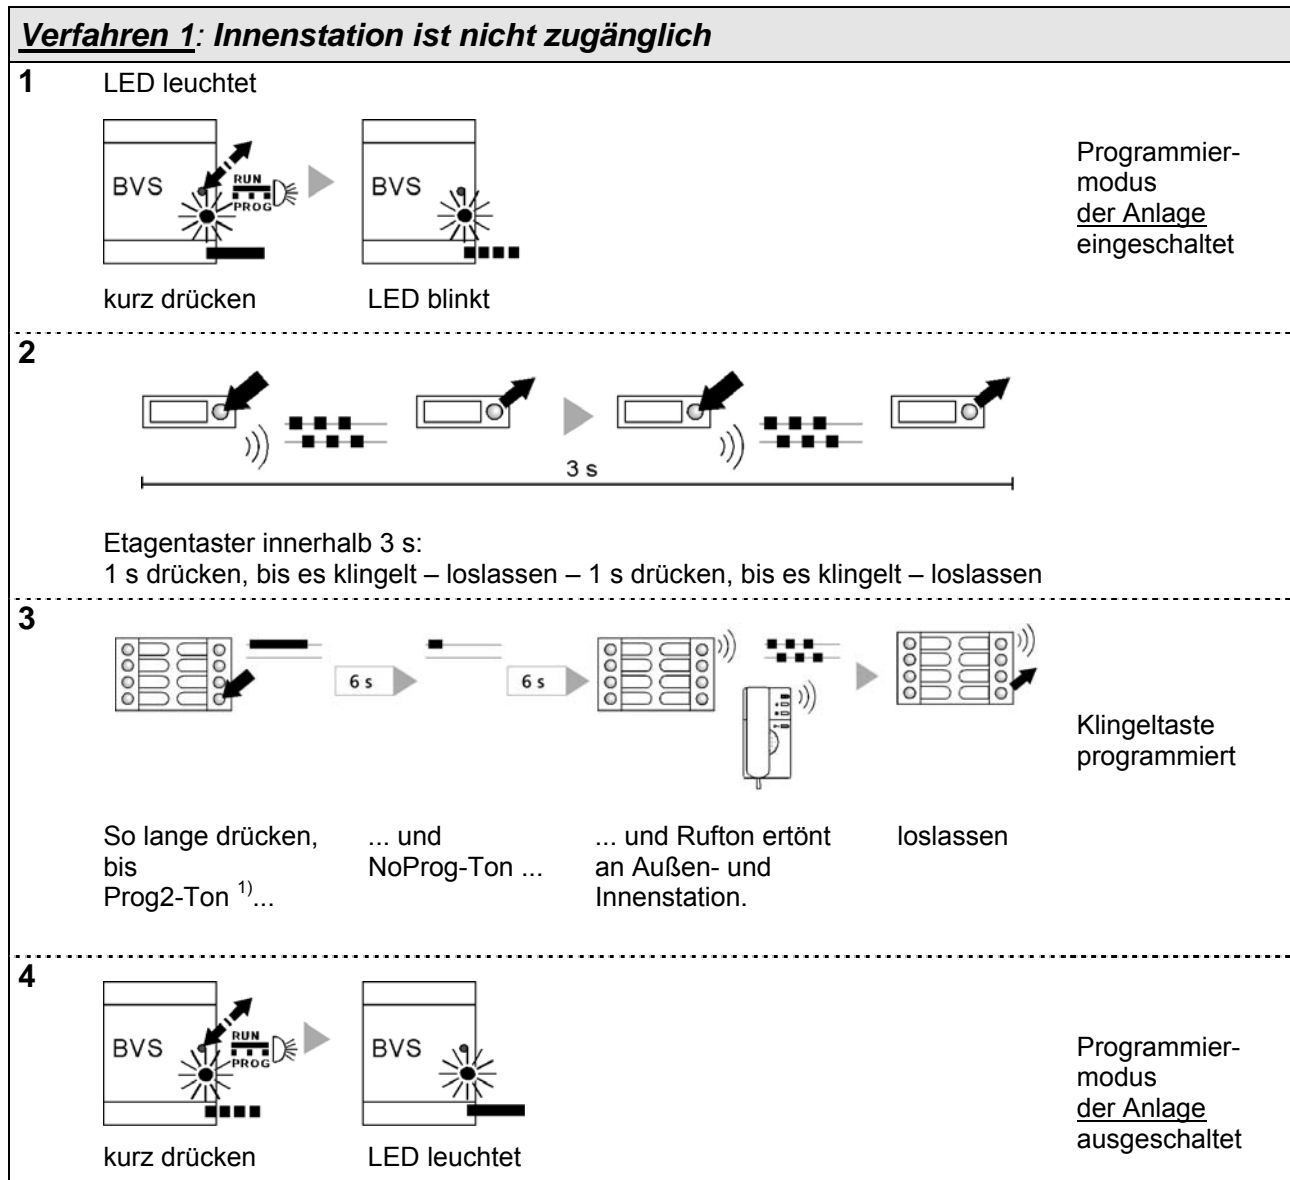 Verfahren 1: Innenstation ist nicht zugänglich
1
LED leuchtet
BVS
RUN
PROG
BVS
kurz drücken
LED blinkt
Programmier-
modus
der Anlage
eingeschaltet
2
3 s
Etagentaster innerhalb 3 s:
1 s drücken, bis es klingelt – loslassen – 1 s drücken, bis es klingelt – loslassen
3
6 s
6 s
So lange drücken,
bis
Prog2-Ton 1)...
... und
NoProg-Ton ...
... und Rufton ertönt
an Außen- und
Innenstation.
loslassen
Klingeltaste
programmiert
4
BVS
RUN
PROG
BVS
kurz drücken
LED leuchtet
Programmier-
modus
der Anlage
ausgeschaltet